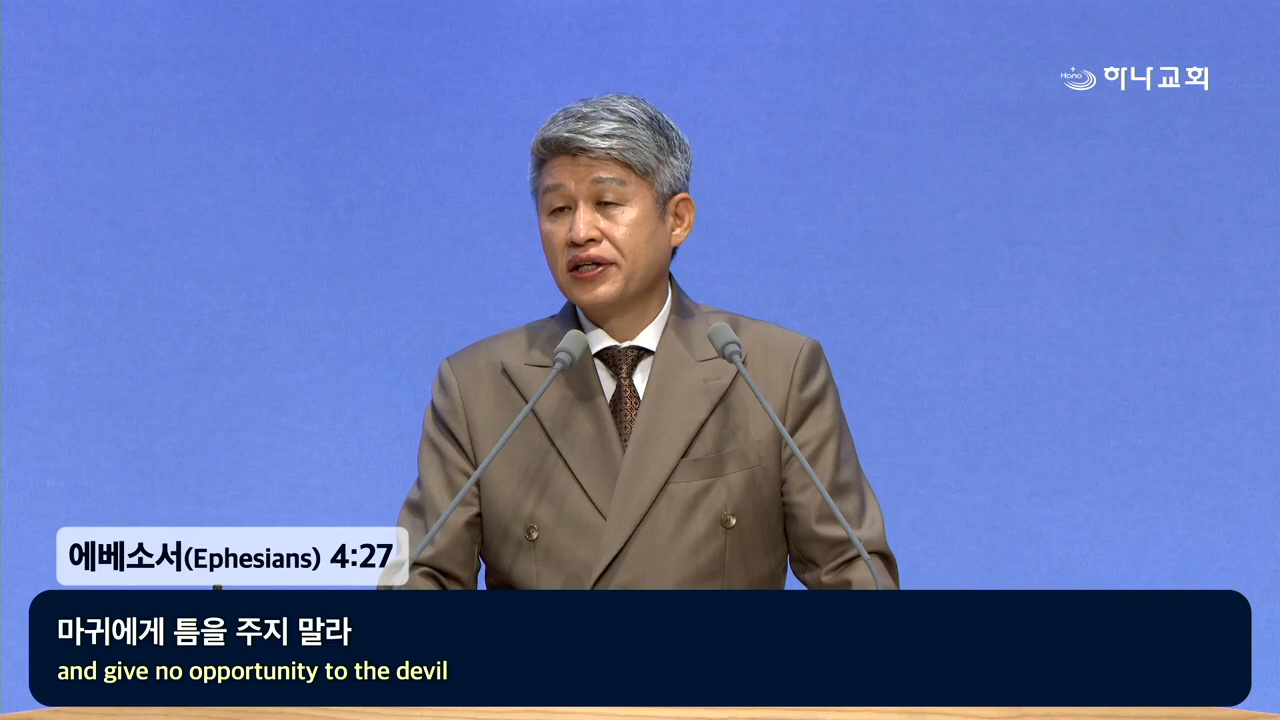 Hana 하나교회
에베소서(Ephesians) 4:27
마귀에게 틈을 주지 말라
and give no opportunity to the devil